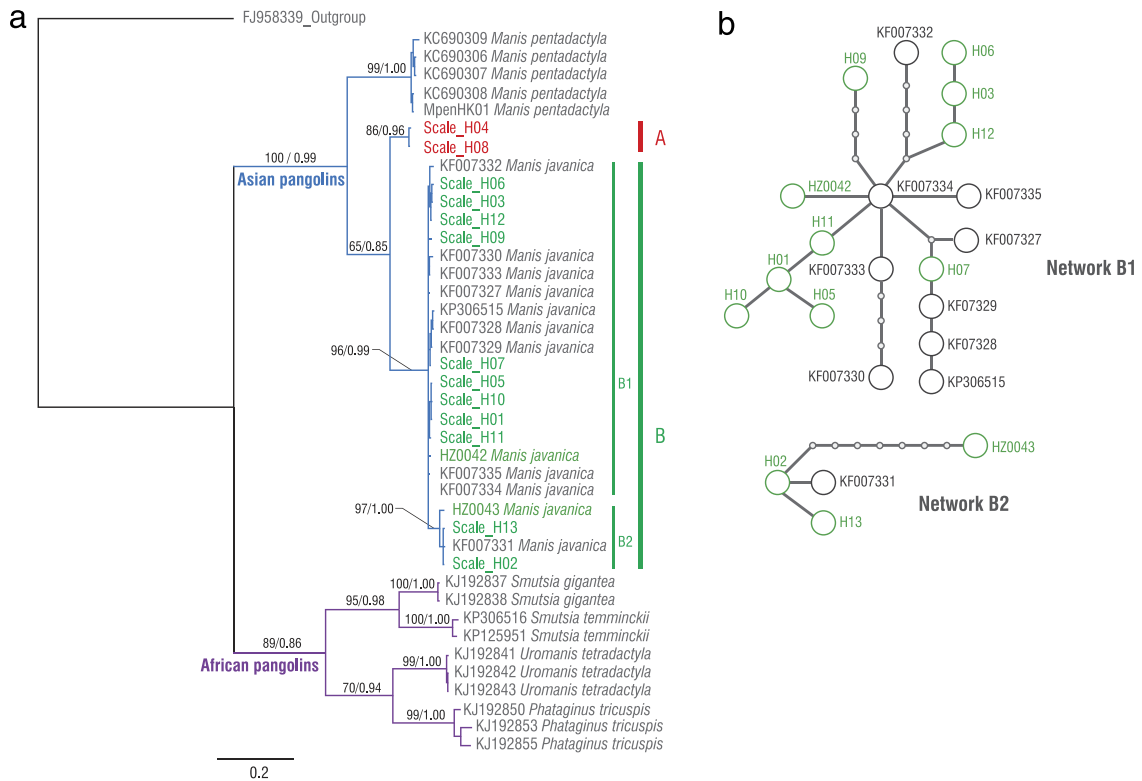 a
FJ958339_Outgroup
KC690309 Manis pentadactyla
KC690306 Manis pentadactyla
KC690307 Manis pentadactyla
KC690308 Manis pentadactyla
MpenHK01 Manis pentadactyla
99/1.00
86/0.96
Scale_H04
Scale_H08
A
100 / 0.99
Asian pangolins
65/0.85
KF007332 Manis javanica
Scale_H06
Scale_H03
Scale_H12
Scale_H09
KF007330 Manis javanica
KF007333 Manis javanica
KF007327 Manis javanica
KP306515 Manis javanica
KF007328 Manis javanica
KF007329 Manis javanica
96/0.99
Scale_H07
Scale_H05
Scale_H10
Scale_H01
Scale_H11
HZ0042 Manis javanica
KF007335 Manis javanica
KF007334 Manis javanica
B1
B
97/1.00
HZ0043 Manis javanica
Scale_H13
KF007331 Manis javanica
Scale_H02
B2
KJ192837 Smutsia gigantea
KJ192838 Smutsia gigantea
KP306516 Smutsia temminckii
KP125951 Smutsia temminckii
100/1.00
95/0.98
100/1.00
89/0.86
African pangolins
KJ192841 Uromanis tetradactyla
KJ192842 Uromanis tetradactyla
KJ192843 Uromanis tetradactyla
99/1.00
70/0.94
99/1.00
KJ192850 Phataginus tricuspis
KJ192853 Phataginus tricuspis
KJ192855 Phataginus tricuspis
0.2
b
KF007332
H09
H06
H03
H12
HZ0042
KF007334
KF007335
H11
KF007327
H01
KF007333
H07
Network B1
H10
H05
KF07329
KF07328
KF007330
KP306515
HZ0043
H02
KF007331
Network B2
H13